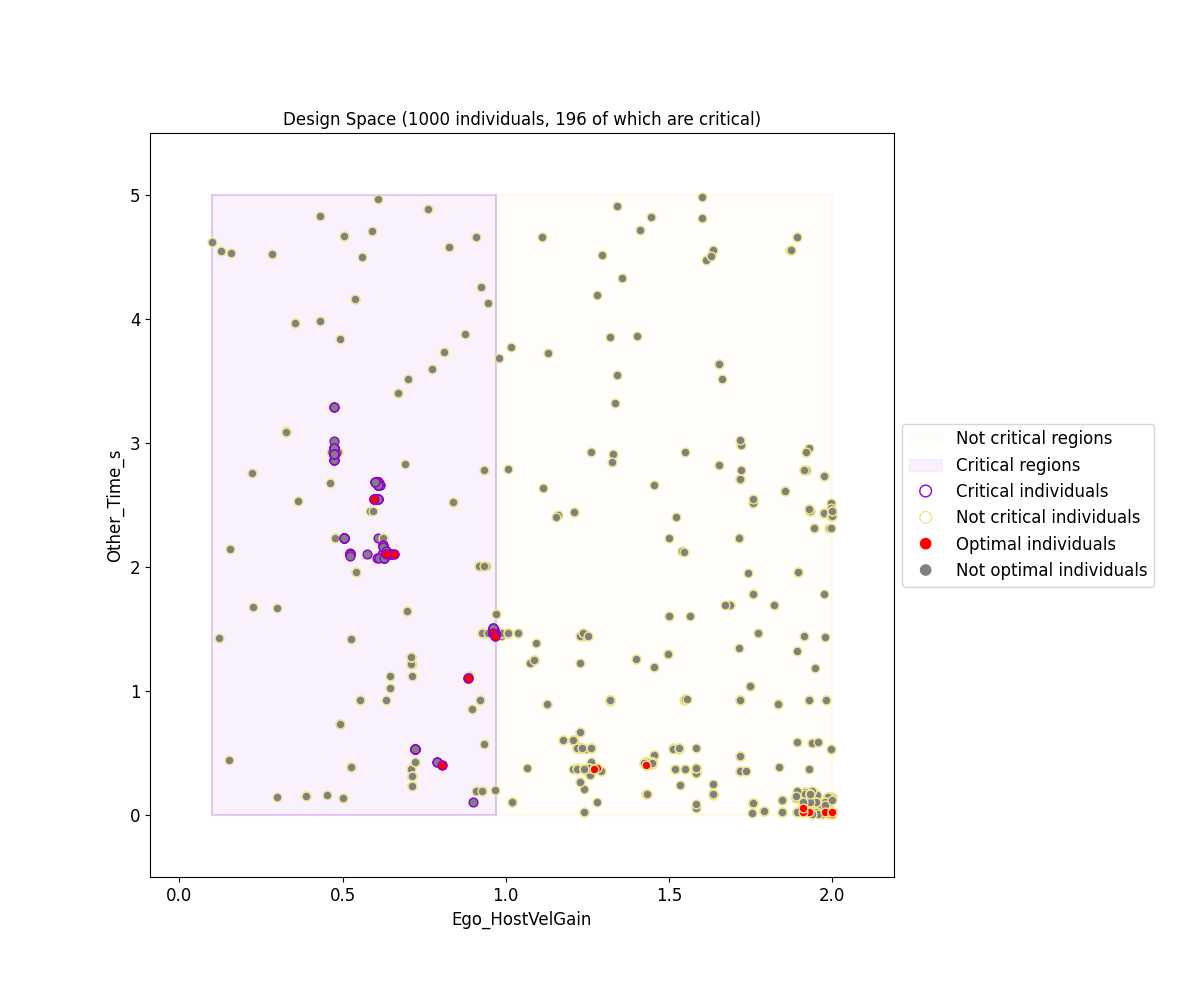 Design Space (1000 individuals, 196 of which are critical)
5
4
3
2
1
0
Other_Time_s
0.0
0.5
1.0
1.5
2.0
Ego_HostVelGain
Not critical regions
Critical regions
Critical individuals
Not critical individuals
Optimal individuals
Not optimal individuals